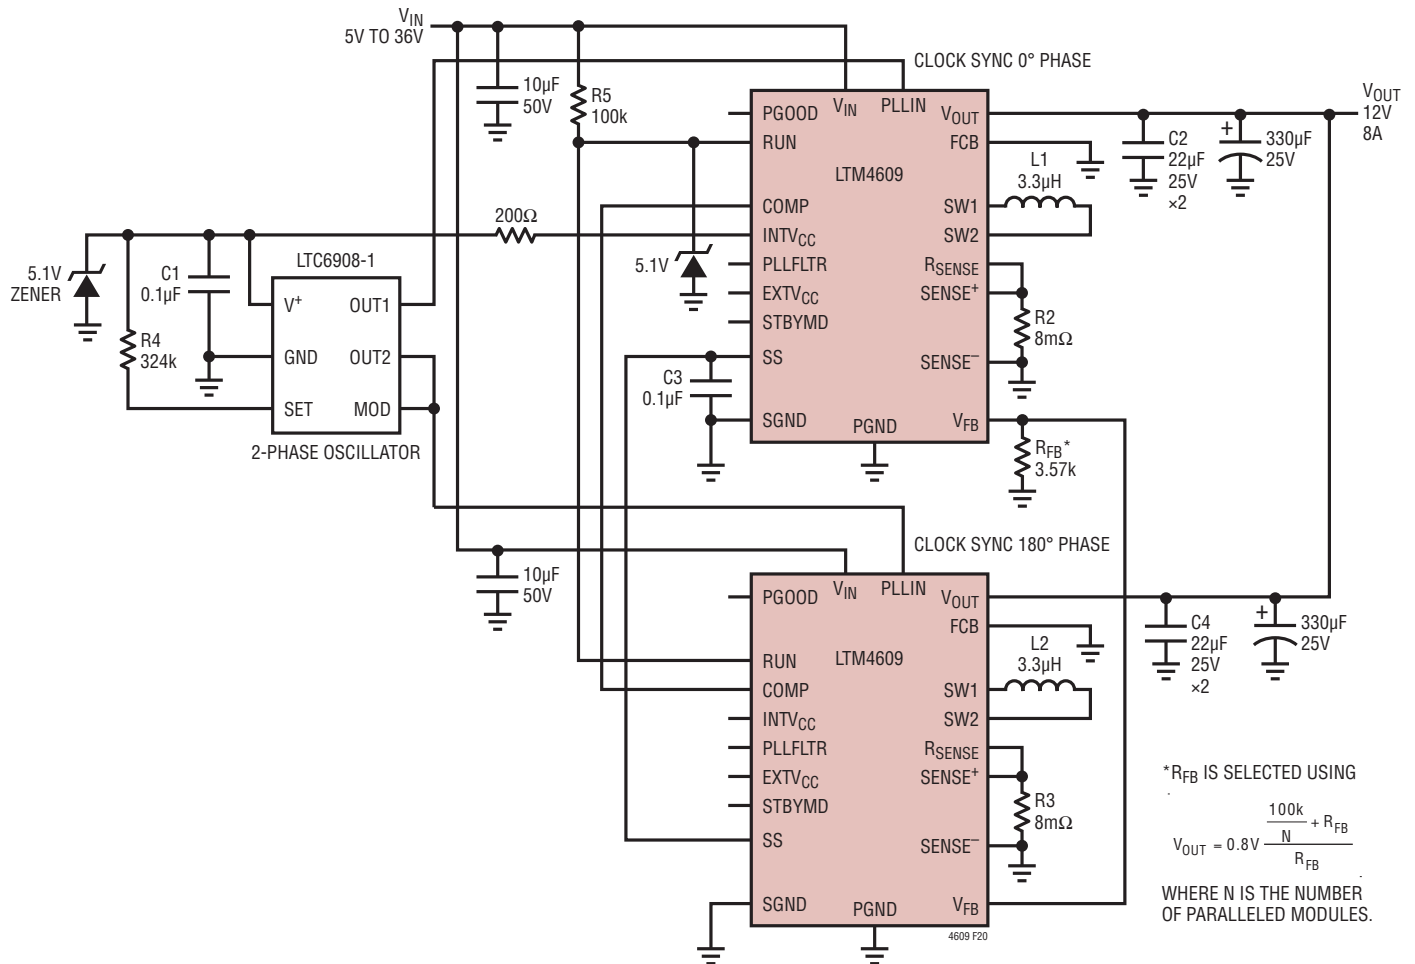 VIN
5V TO 36V
10µF
50V
R5
100k
CLOCK SYNC 0° PHASE
VIN
PLLIN
PGOOD
RUN
COMP
INTVCC
PLLFLTR
EXTVCC
STBYMD
SS
SGND
PGND
LTM4609
VOUT
FCB
SW1
SW2
RSENSE
SENSE+
SENSE–
VFB
L1
3.3µH
C2
22µF
25V
×2
+
330µF
25V
VOUT
12V
8A
200Ω
5.1V
ZENER
C1
0.1µF
R4
324k
LTC6908-1
V+
OUT1
GND
OUT2
SET
MOD
2-PHASE OSCILLATOR
5.1V
C3
0.1µF
R2
8mΩ
RFB*
3.57k
10µF
50V
CLOCK SYNC 180° PHASE
VIN
PLLIN
PGOOD
RUN
COMP
INTVCC
PLLFLTR
EXTVCC
STBYMD
SS
SGND
PGND
LTM4609
VOUT
FCB
SW1
SW2
RSENSE
SENSE+
SENSE–
VFB
L2
3.3µH
C4
22µF
25V
×2
+
330µF
25V
R3
8mΩ
4609 F20
*RFB IS SELECTED USING
100k
N
+ RFB
VOUT = 0.8V
RFB
WHERE N IS THE NUMBER
OF PARALLELED MODULES.